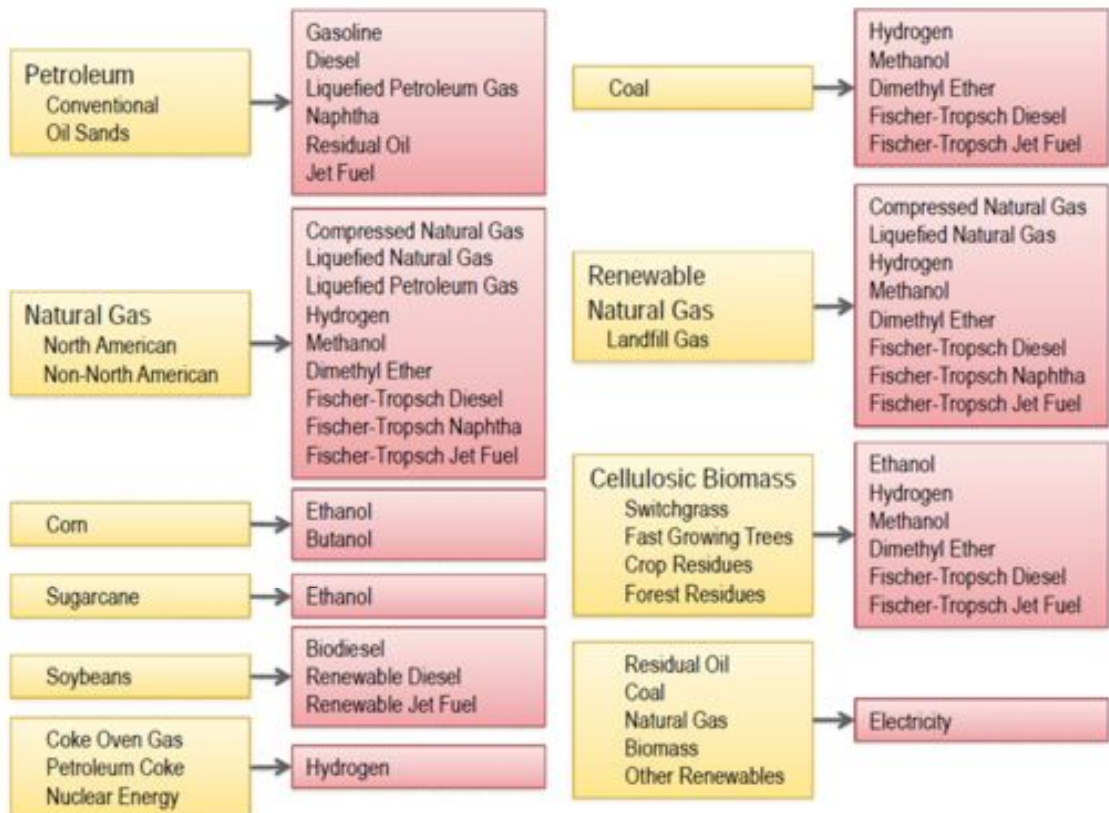 Petroleum
Conventional
Oil Sands
Gasoline
Diesel
Liquefied Petroleum Gas
Naphtha
Residual Oil
Jet Fuel
Natural Gas
North American
Non-North American
Compressed Natural Gas
Liquefied Natural Gas
Liquefied Petroleum Gas
Hydrogen
Methanol
Dimethyl Ether
Fischer-Tropsch Diesel
Fischer-Tropsch Naphtha
Fischer-Tropsch Jet Fuel
Corn
Ethanol
Butanol
Sugarcane
Ethanol
Soybeans
Biodiesel
Renewable Diesel
Renewable Jet Fuel
Coke Oven Gas
Petroleum Coke
Nuclear Energy
Hydrogen
Coal
Hydrogen
Methanol
Dimethyl Ether
Fischer-Tropsch Diesel
Fischer-Tropsch Jet Fuel
Renewable
Natural Gas
Landfill Gas
Compressed Natural Gas
Liquefied Natural Gas
Hydrogen
Methanol
Dimethyl Ether
Fischer-Tropsch Diesel
Fischer-Tropsch Naphtha
Fischer-Tropsch Jet Fuel
Cellulosic Biomass
Switchgrass
Fast Growing Trees
Crop Residues
Forest Residues
Ethanol
Hydrogen
Methanol
Dimethyl Ether
Fischer-Tropsch Diesel
Fischer-Tropsch Jet Fuel
Residual Oil
Coal
Natural Gas
Biomass
Other Renewables
Electricity